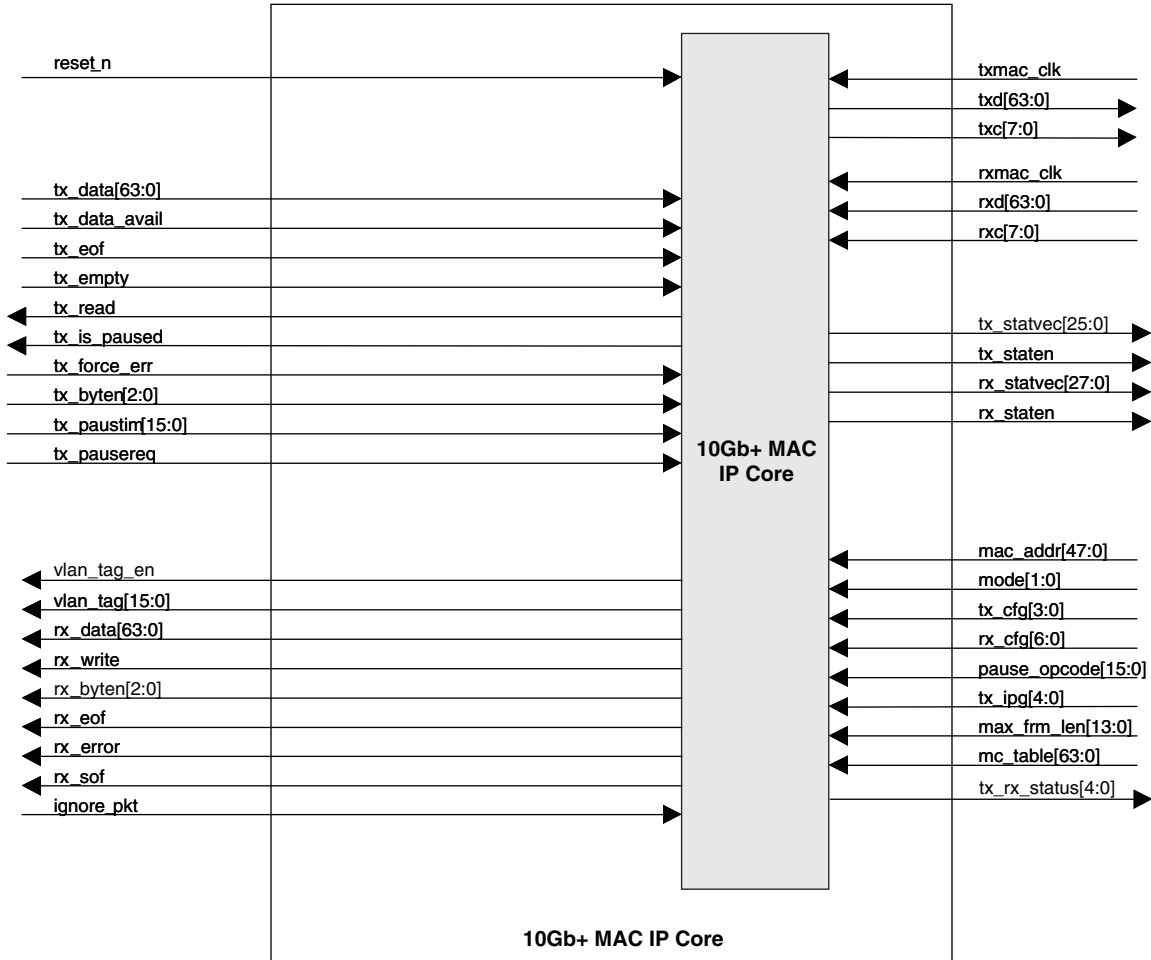 reset_n
txmac_clk
txd[63:0]
txc[7:0]
rxmac_clk
rxd[63:0]
rxc[7:0]
tx_data[63:0]
tx_data_avail
tx_eof
tx_empty
tx_read
tx_is_paused
tx_force_err
tx_byten[2:0]
tx_paustim[15:0]
tx_pausereq
tx_statvec[25:0]
tx_staten
rx_statvec[27:0]
rx_staten
10Gb+ MAC
IP Core
vlan_tag_en
vlan_tag[15:0]
rx_data[63:0]
rx_write
rx_byten[2:0]
rx_eof
rx_error
rx_sof
ignore_pkt
mac_addr[47:0]
mode[1:0]
tx_cfg[3:0]
rx_cfg[6:0]
pause_opcode[15:0]
tx_ipg[4:0]
max_frm_len[13:0]
mc_table[63:0]
tx_rx_status[4:0]
10Gb+ MAC IP Core